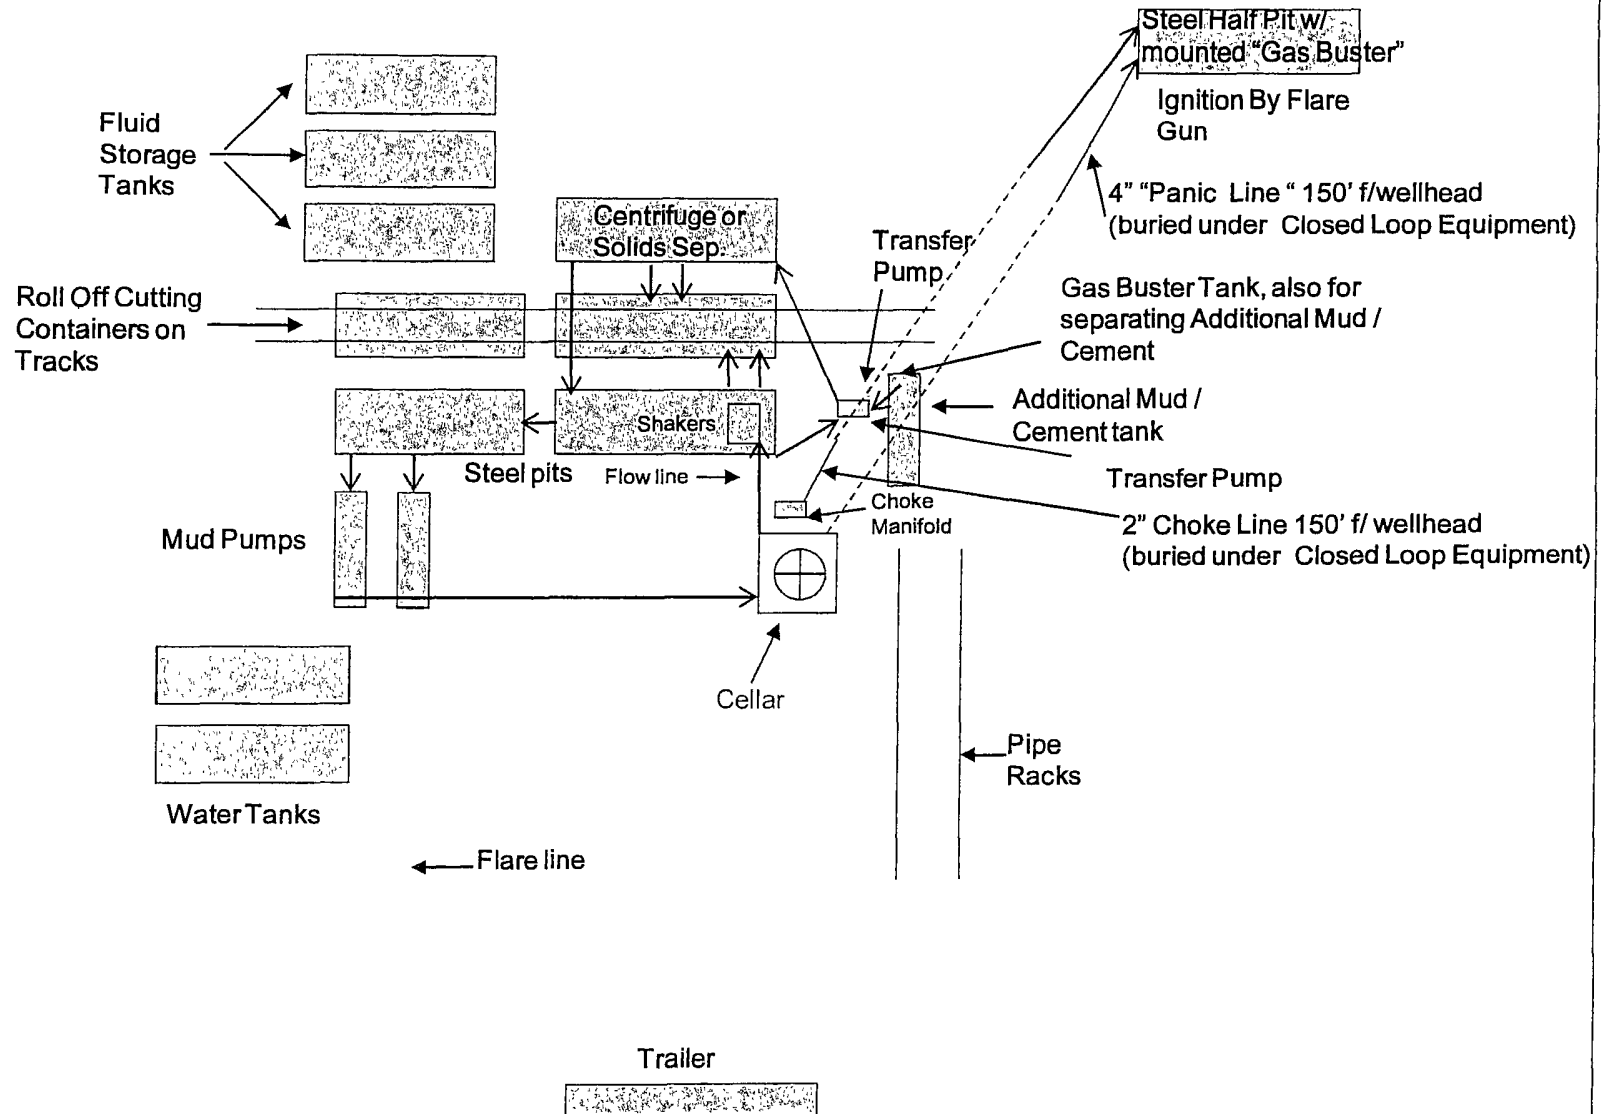 Steel Half Pit w/
mounted “Gas Buster”
Ignition By Flare
Gun
Fluid
Storage
Tanks
4” “Panic Line “ 150’ f/wellhead
(buried under Closed Loop Equipment)
Centrifuge or
Solids Sep.
Transfer
Pump
Roll Off Cutting
Containers on
Tracks
Gas Buster Tank, also for
separating Additional Mud /
Cement
Additional Mud /
Cement tank
Shakers
Steel pits
Flow line
Transfer Pump
Choke
Manifold
2” Choke Line 150’ f/ wellhead
(buried under Closed Loop Equipment)
Mud Pumps
Cellar
Pipe
Racks
Water Tanks
Flare line
Trailer